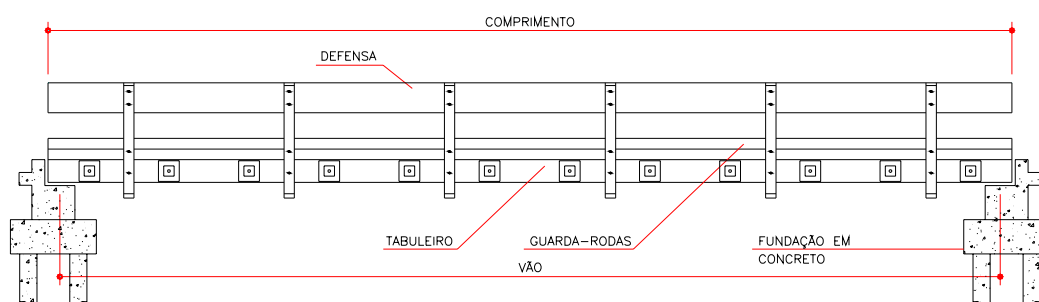 COMPRIMENTO
DEFENSA
TABULEIRO
GUARDA-RODAS
FUNDAÇÃO EM
CONCRETO
VÃO